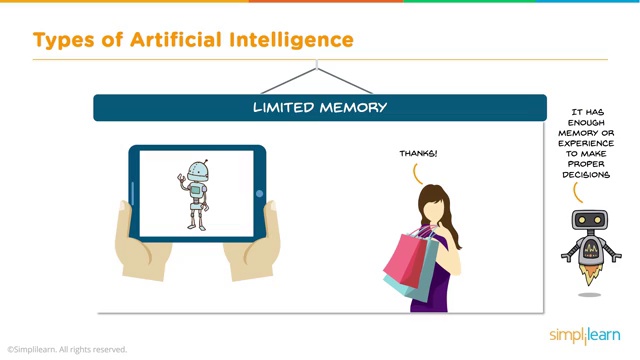 Types of Artificial Intelligence
LIMITED MEMORY
THANKS!
IT HAS
ENOUGH
MEMORY OR
EXPERIENCE
TO MAKE
PROPER
DECISIONS
simplilearn
©Simplilearn. All rights reserved.